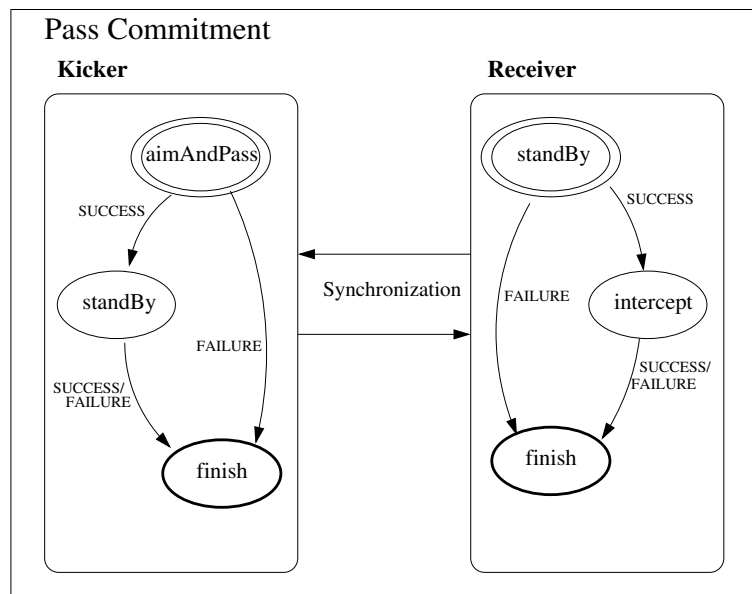 Pass Commitment
Kicker
Receiver
aimAndPass
SUCCESS
standBy
FAILURE
SUCCESS/
FAILURE
finish
Synchronization
standBy
SUCCESS
FAILURE
intercept
SUCCESS/
FAILURE
finish